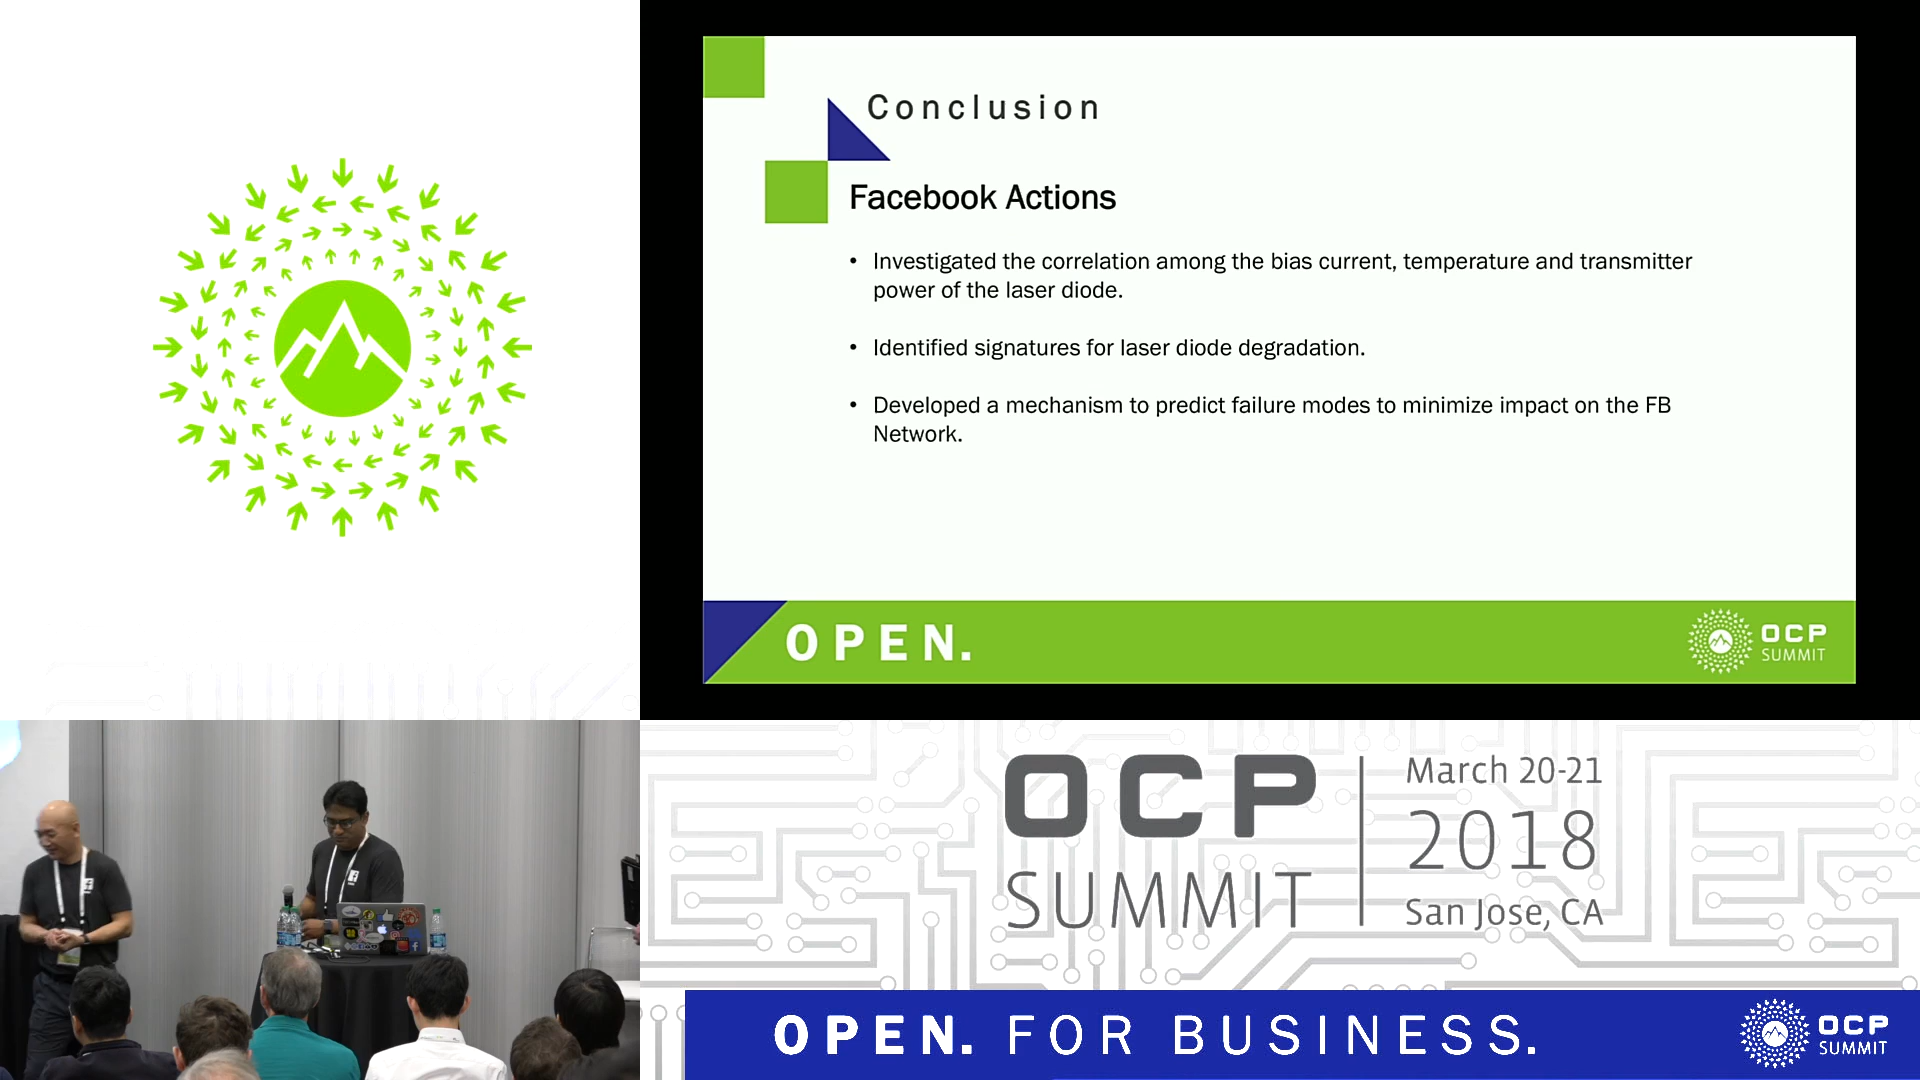 Conclusion
Facebook Actions
• Investigated the correlation among the bias current, temperature and transmitter
power of the laser diode.
• Identified signatures for laser diode degradation.
• Developed a mechanism to predict failure modes to minimize impact on the FB
Network.
OPEN.
OCP
SUMMIT
OCP
SUMMIT
March 20-21
2018
San Jose, CA
OPEN. FOR BUSINESS.
OCP
SUMMIT